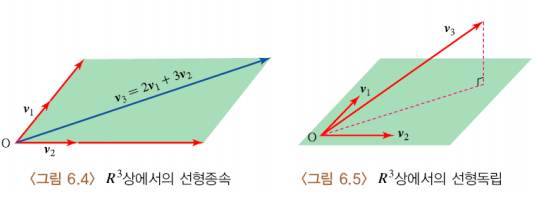 v₁
v₃ = 2v₁ + 3v₂
O
v₂
〈그림 6.4〉 R³상에서의 선형종속
v₃
v₁
O
v₂
〈그림 6.5〉 R³상에서의 선형독립